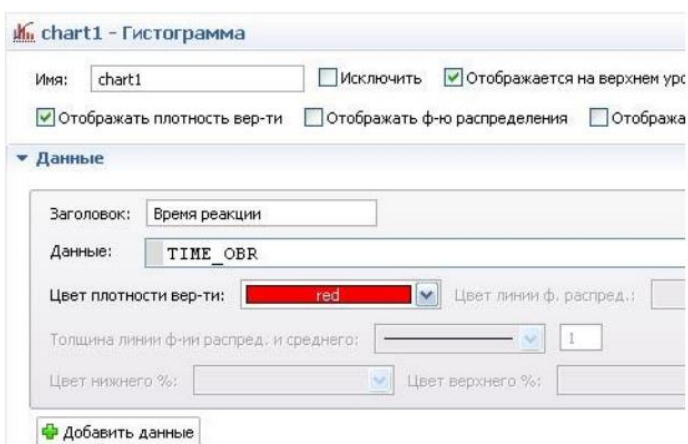 chart1 - Гистограмма
Имя: chart1 Исключить Отображается на верхнем
Отображать плотность вер-ти Отображать ф-ю распределения
Данные
Заголовок: Время реакции
Данные: TIME_OBR
Цвет плотности вер-ти: red Цвет линии ф. распред.:
Толщина линии ф-ии распред. и среднего: 1
Цвет нижнего %: Цвет верхнего %:
Добавить данные